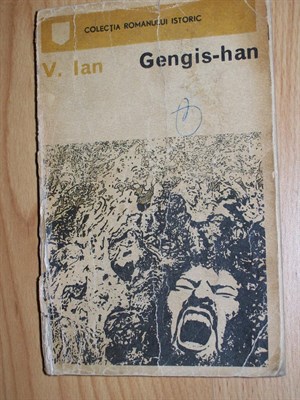 COLECȚIA ROMANULUI ISTORIC
V. Ian Gengis-han